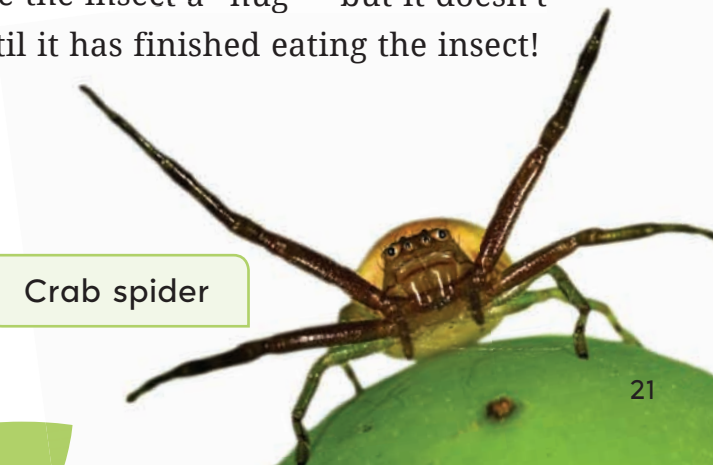 the insect a "hug" — but it doesn't
til it has finished eating the insect!
Crab spider
21